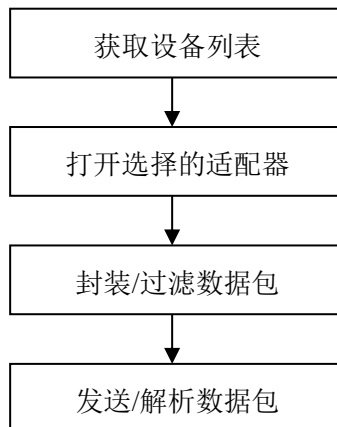 获取设备列表
打开选择的适配器
封装/过滤数据包
发送/解析数据包